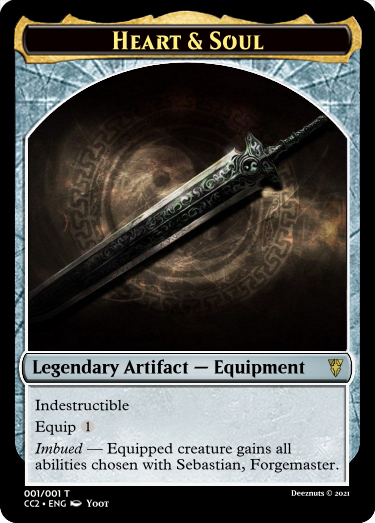 Heart & Soul
Legendary Artifact — Equipment
Indestructible
Equip 1
Imbued — Equipped creature gains all
abilities chosen with Sebastian, Forgemaster.
001/001 T
CC2 • ENG Yoot
Deeznuts © 2021